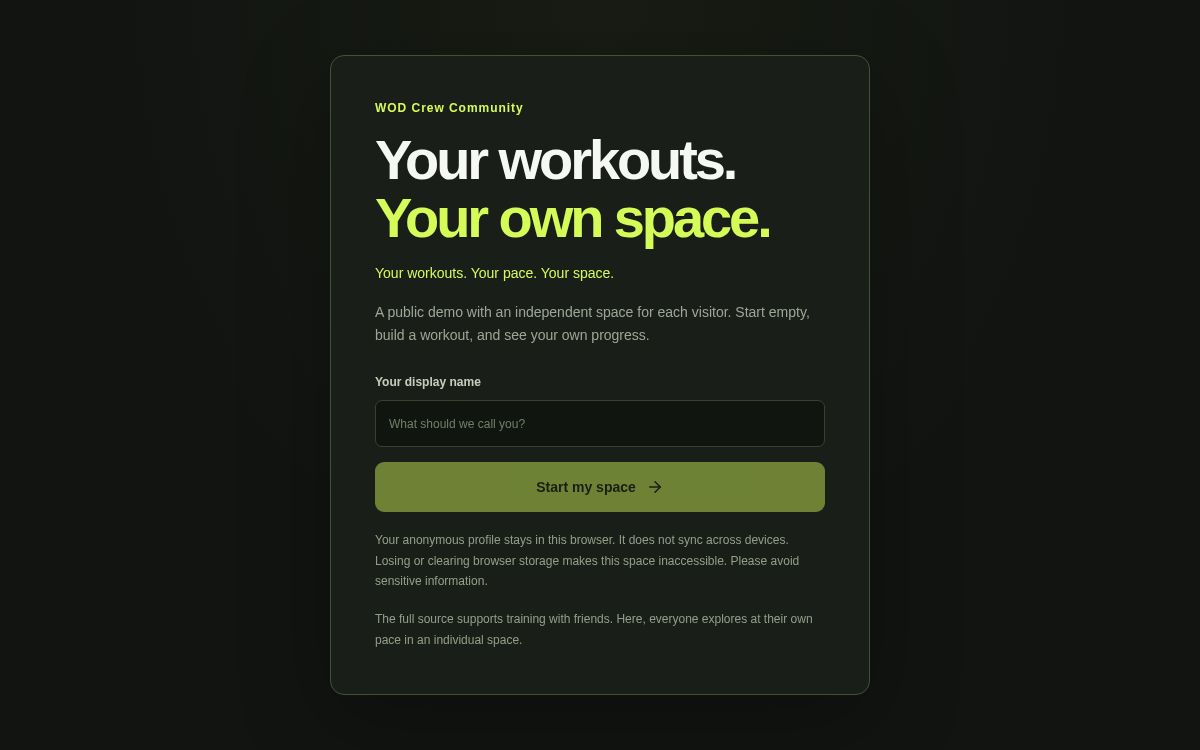 WOD Crew Community
Your workouts.
Your own space.
Your workouts. Your pace. Your space.
A public demo with an independent space for each visitor. Start empty,
build a workout, and see your own progress.
Your display name
What should we call you?
Start my space
Your anonymous profile stays in this browser. It does not sync across devices.
Losing or clearing browser storage makes this space inaccessible. Please avoid
sensitive information.
The full source supports training with friends. Here, everyone explores at their own
pace in an individual space.